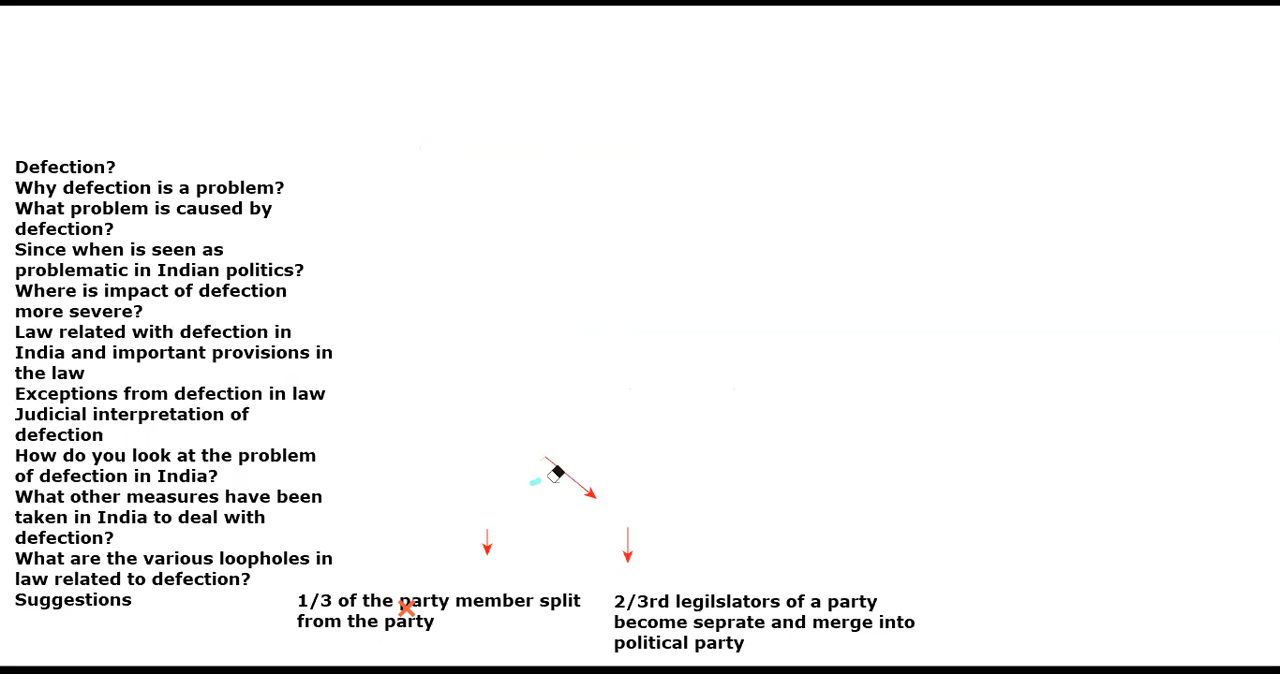 Defection?
Why defection is a problem?
What problem is caused by
defection?
Since when is seen as
problematic in Indian politics?
Where is impact of defection
more severe?
Law related with defection in
India and important provisions in
the law
Exceptions from defection in law
Judicial interpretation of
defection
How do you look at the problem
of defection in India?
What other measures have been
taken in India to deal with
defection?
What are the various loopholes in
law related to defection?
Suggestions
1/3 of the party member split
from the party
2/3rd legilslators of a party
become seprate and merge into
political party